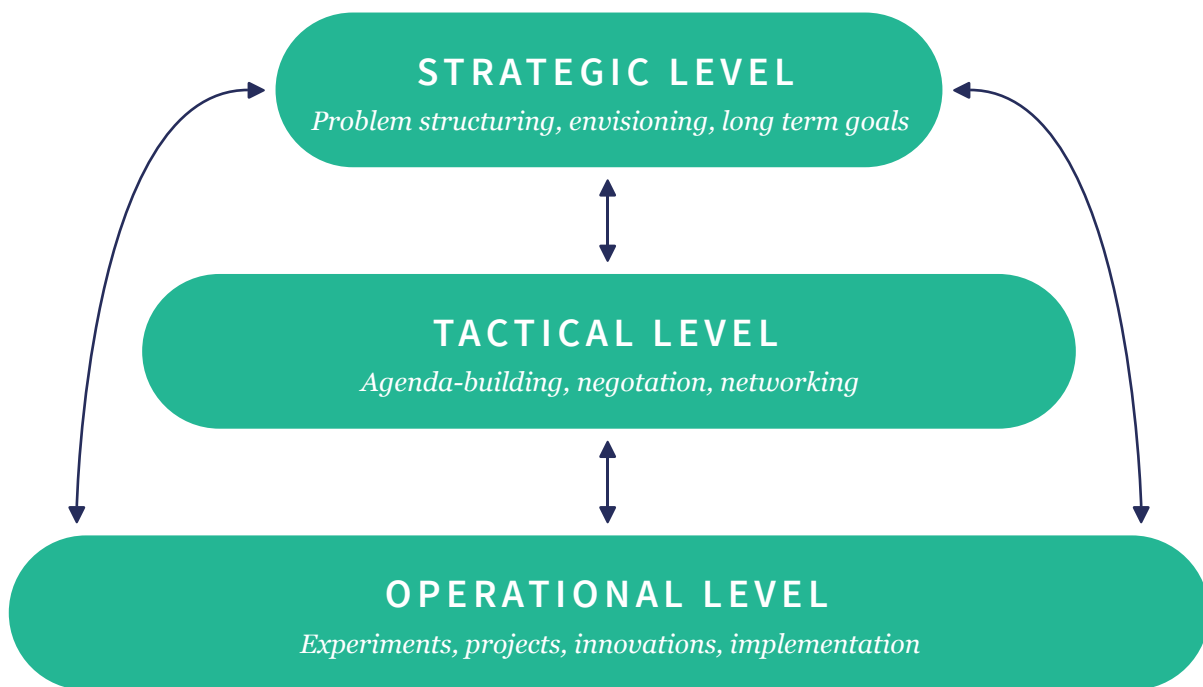 STRATEGIC LEVEL
Problem structuring, envisioning, long term goals
TACTICAL LEVEL
Agenda-building, negotation, networking
OPERATIONAL LEVEL
Experiments, projects, innovations, implementation